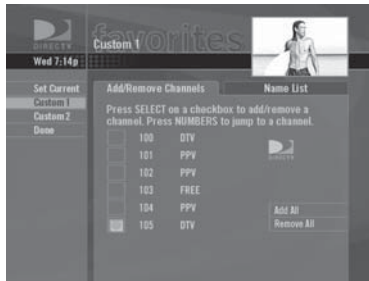 favorites
DIRECTV
Custom 1
Wed 7:14p
Set Current
Custom 1
Custom 2
Done
Add/Remove Channels
Name List
Press SELECT on a checkbox to add/remove a
channel. Press NUMBERS to jump to a channel.
100 DTV
101 PPV
102 PPV
103 FREE
104 PPV
105 DTV
DIRECTV
Add All
Remove All